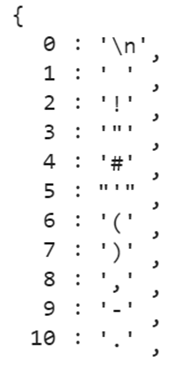 {
0 : '\n',
1 : ' ' ,
2 : '!' ,
3 : '"' ,
4 : '#' ,
5 : "'" ,
6 : '(' ,
7 : ')' ,
8 : ',' ,
9 : '-' ,
10 : '.' ,